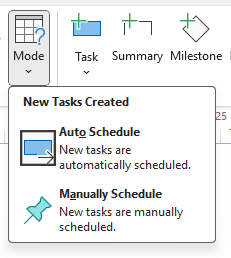 Mode
Task
Summary
Milestone
New Tasks Created
25
Auto Schedule
New tasks are
automatically scheduled.
Manually Schedule
New tasks are manually
scheduled.